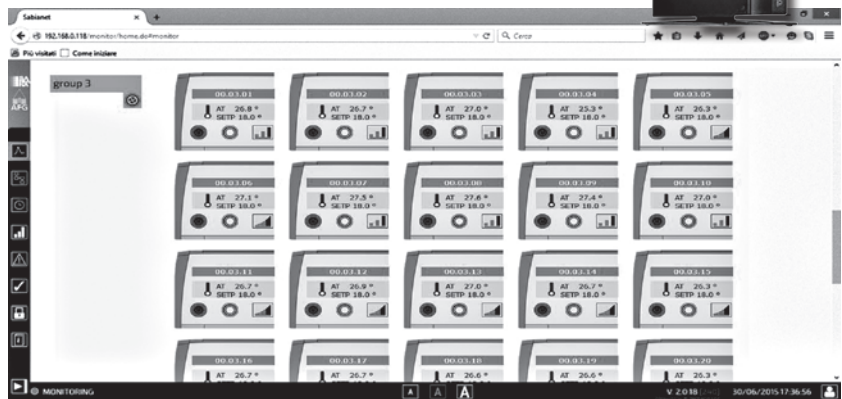 Sabianet
192.168.0.118/monitor/home.do#monitor
Cerca
Più visitati Come iniziare
group 3
00.03.01 00.03.02 00.03.03 00.03.04 00.03.05
AT 26.8 ° AT 26.7 ° AT 27.0 ° AT 25.3 ° AT 26.3 °
SETP 18.0 ° SETP 18.0 ° SETP 18.0 ° SETP 18.0 ° SETP 18.0 °
00.03.06 00.03.07 00.03.08 00.03.09 00.03.10
AT 27.1 ° AT 27.5 ° AT 27.6 ° AT 27.4 ° AT 27.0 °
SETP 18.0 ° SETP 18.0 ° SETP 18.0 ° SETP 18.0 ° SETP 18.0 °
00.03.11 00.03.12 00.03.13 00.03.14 00.03.15
AT 26.7 ° AT 26.9 ° AT 27.0 ° AT 26.7 ° AT 26.3 °
SETP 18.0 ° SETP 18.0 ° SETP 18.0 ° SETP 18.0 ° SETP 18.0 °
00.03.16 00.03.17 00.03.18 00.03.19 00.03.20
AT 26.7 ° AT 26.7 ° AT 26.6 ° AT 26.6 ° AT 26.3 °
MONITORING A A A V 2.0.18 30/06/2015 17:36:56